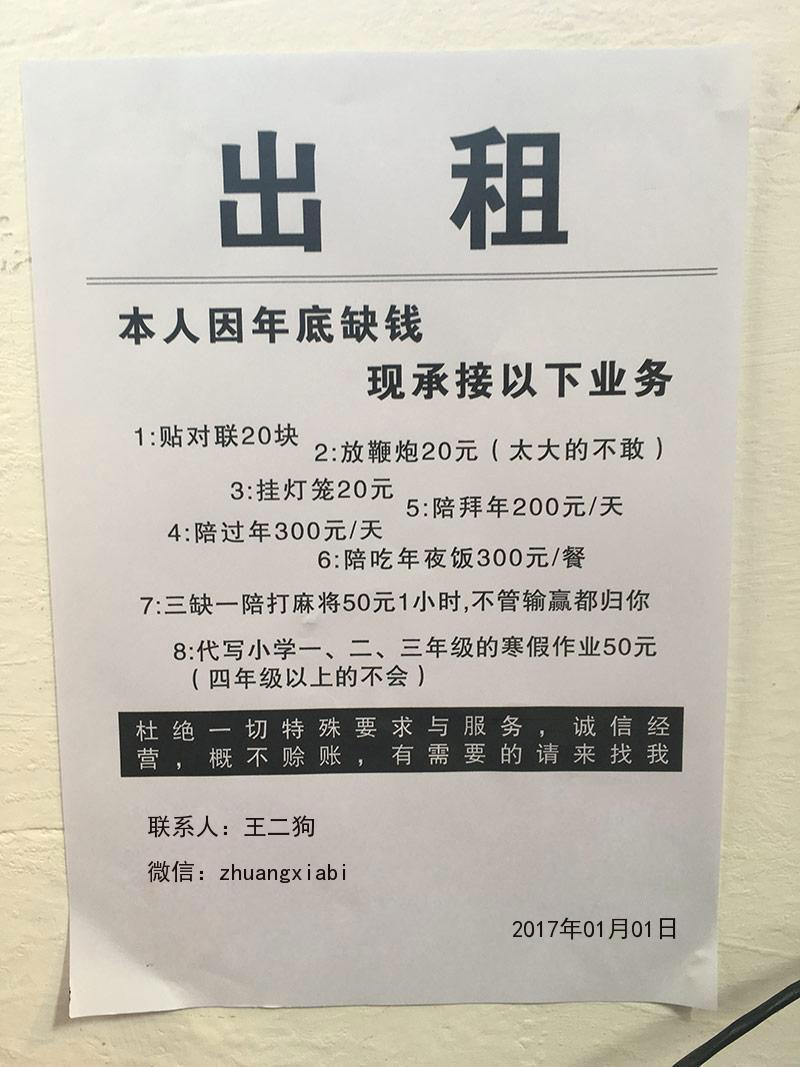 出租
本人因年底缺钱
现承接以下业务
1:贴对联20块
2:放鞭炮20元（太大的不敢）
3:挂灯笼20元
4:陪过年300元/天
5:陪拜年200元/天
6:陪吃年夜饭300元/餐
7:三缺一陪打麻将50元1小时,不管输赢都归你
8:代写小学一、二、三年级的寒假作业50元
（四年级以上的不会）
杜绝一切特殊要求与服务，诚信经
营，概不赊账，有需要的请来找我
联系人：王二狗
微信：zhuangxiabi
2017年01月01日